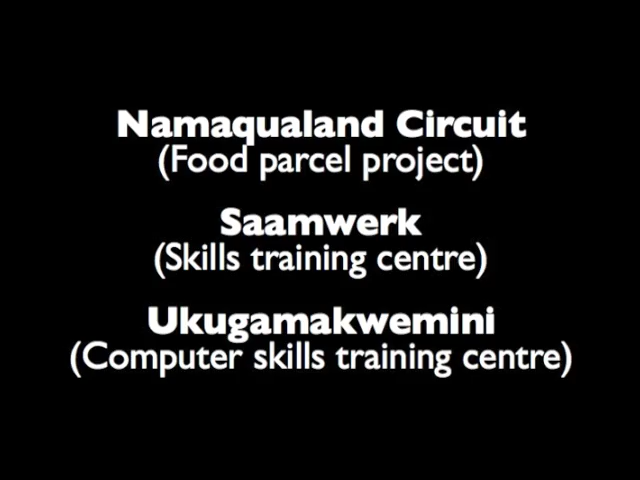 Namaqualand Circuit
(Food parcel project)
Saamwerk
(Skills training centre)
Ukugamakwemini
(Computer skills training centre)